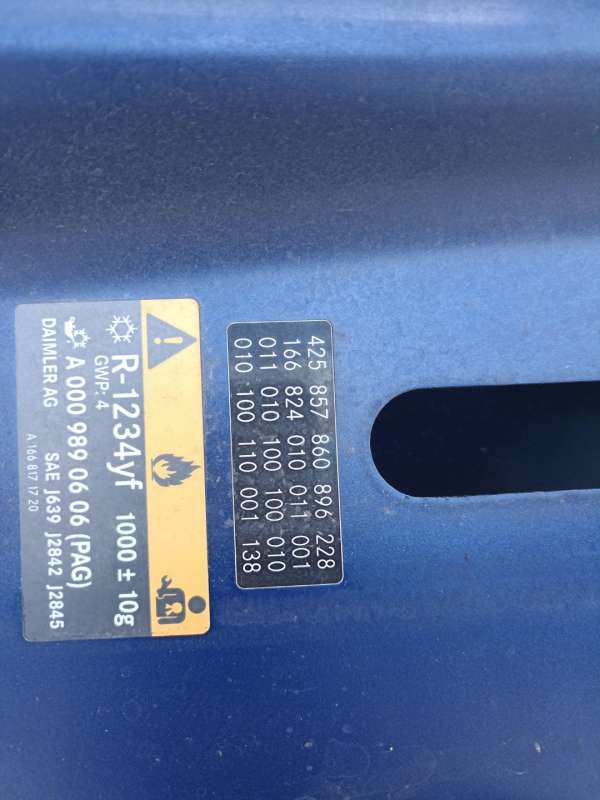 R-1234yf 1000 ± 10g
GWP: 4
A 000 989 06 06 (PAG)
DAIMLER AG SAE J639 J2842 J2845
A 166 817 17 20
425 857 860 896 228
166 824 010 011 001
011 010 100 100 010
010 100 110 001 138